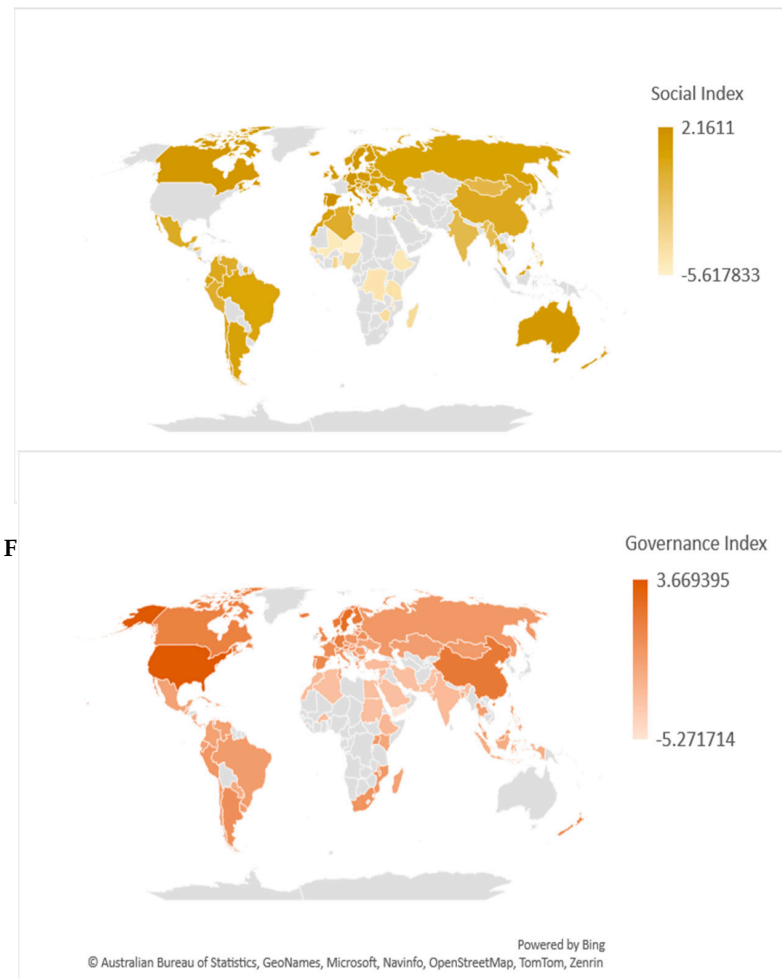 Social Index
2.1611
-5.617833
F
Governance Index
3.669395
-5.271714
Powered by Bing
© Australian Bureau of Statistics, GeoNames, Microsoft, Navinfo, OpenStreetMap, TomTom, Zenrin